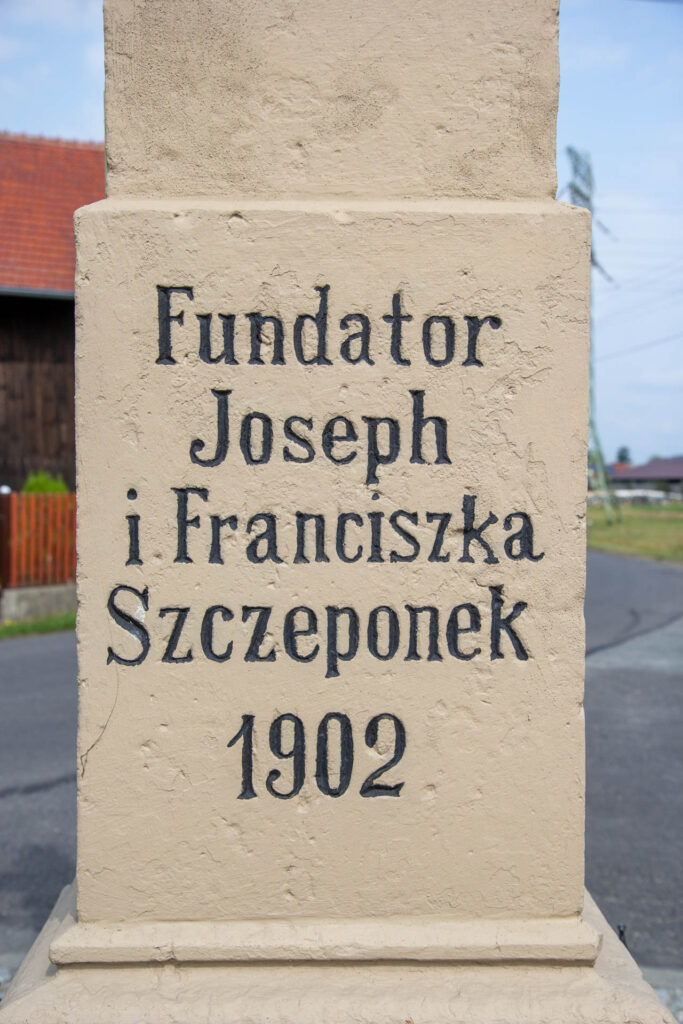 Fundator
Joseph
i Franciszka
Szczeponek
1902